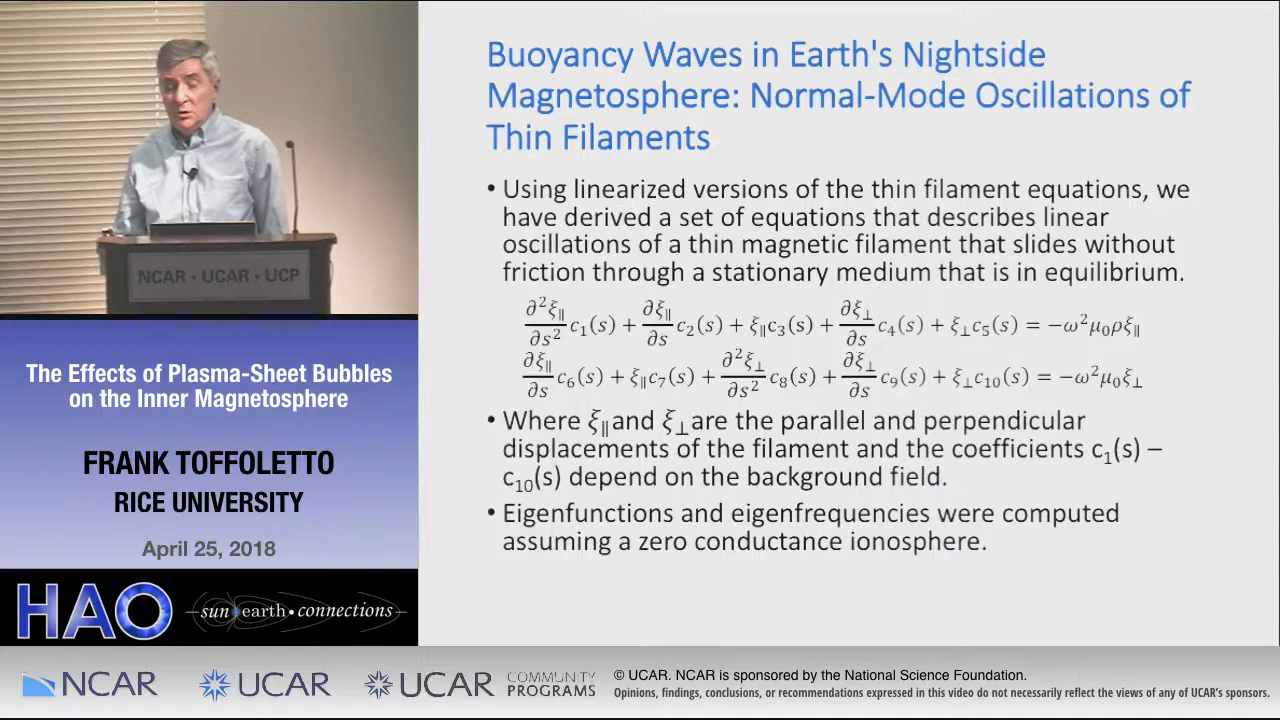 NCAR • UCAR • UCP
The Effects of Plasma-Sheet Bubbles
on the Inner Magnetosphere
FRANK TOFFOLETTO
RICE UNIVERSITY
April 25, 2018
HAO
sun•earth•connections
Buoyancy Waves in Earth's Nightside
Magnetosphere: Normal-Mode Oscillations of
Thin Filaments
• Using linearized versions of the thin filament equations, we
have derived a set of equations that describes linear
oscillations of a thin magnetic filament that slides without
friction through a stationary medium that is in equilibrium.
∂²ξ∥/∂s² c₁(s) + ∂ξ∥/∂s c₂(s) + ξ∥c₃(s) + ∂ξ⊥/∂s c₄(s) + ξ⊥c₅(s) = −ω²μ₀ρξ∥
∂ξ∥/∂s c₆(s) + ξ∥c₇(s) + ∂²ξ⊥/∂s² c₈(s) + ∂ξ⊥/∂s c₉(s) + ξ⊥c₁₀(s) = −ω²μ₀ξ⊥
• Where ξ∥and ξ⊥are the parallel and perpendicular
displacements of the filament and the coefficients c₁(s) –
c₁₀(s) depend on the background field.
• Eigenfunctions and eigenfrequencies were computed
assuming a zero conductance ionosphere.
NCAR UCAR UCAR COMMUNITY
PROGRAMS
© UCAR. NCAR is sponsored by the National Science Foundation.
Opinions, findings, conclusions, or recommendations expressed in this video do not necessarily reflect the views of any of UCAR's sponsors.